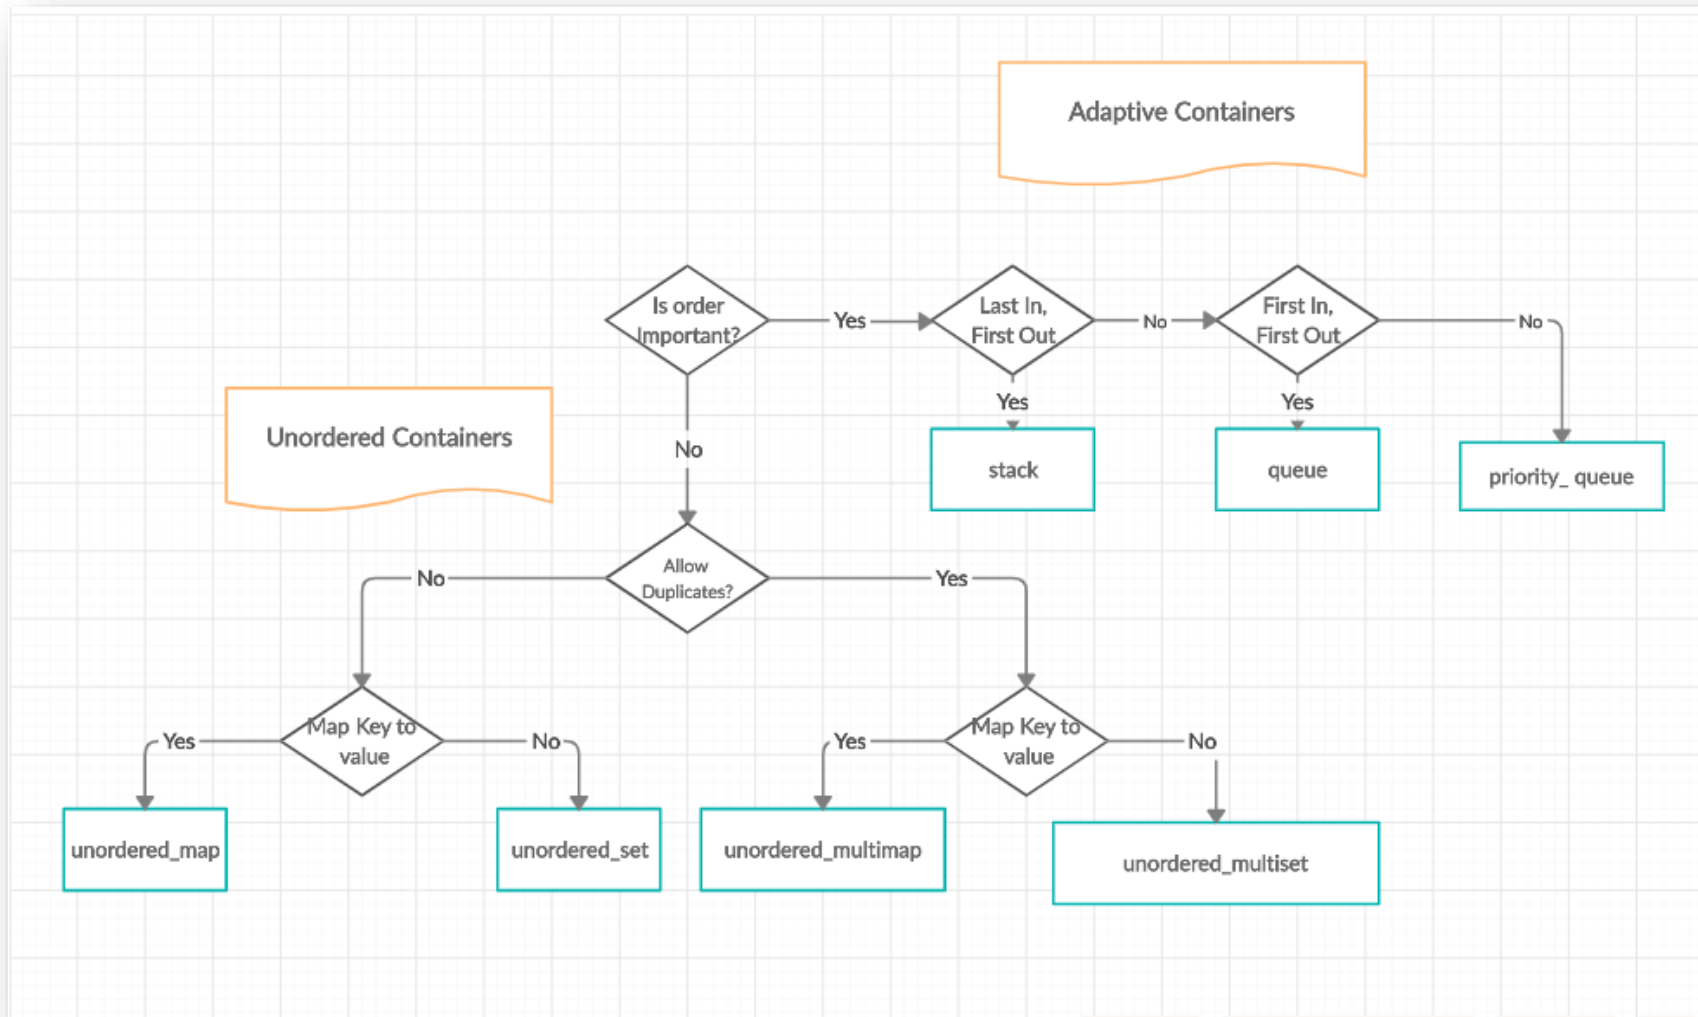 Adaptive Containers
Is order
Important?
Yes
Last In,
First Out
No
First In,
First Out
No
Yes
Yes
stack
queue
priority_ queue
Unordered Containers
No
Allow
Duplicates?
No
Yes
Map Key to
value
Yes
No
Map Key to
value
Yes
No
unordered_map
unordered_set
unordered_multimap
unordered_multiset